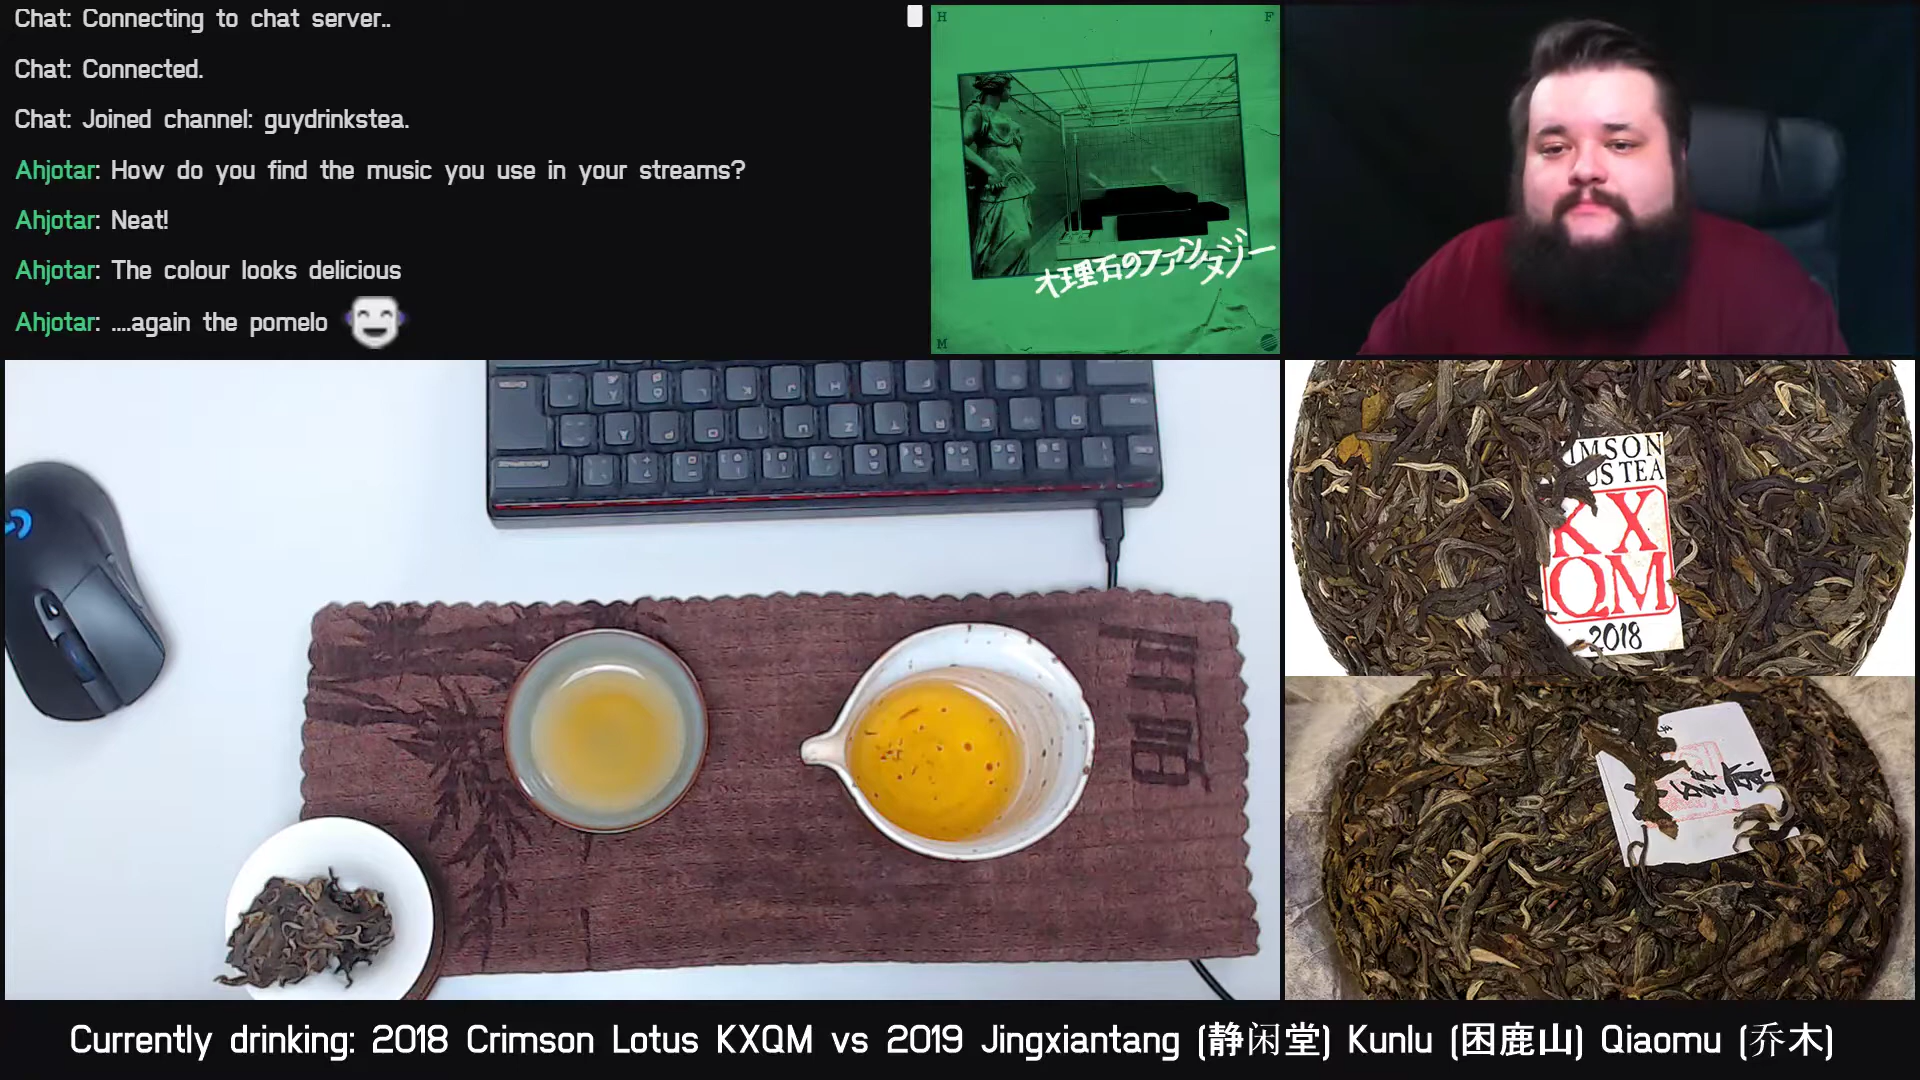 Chat: Connecting to chat server..
Chat: Connected.
Chat: Joined channel: guydrinkstea.
Ahjotar: How do you find the music you use in your streams?
Ahjotar: Neat!
Ahjotar: The colour looks delicious
Ahjotar: ....again the pomelo
H F
大理石のファンタジー
M
IMSON
US TEA
KX
QM
2018
Currently drinking: 2018 Crimson Lotus KXQM vs 2019 Jingxiantang (静闲堂) Kunlu (困鹿山) Qiaomu (乔木)